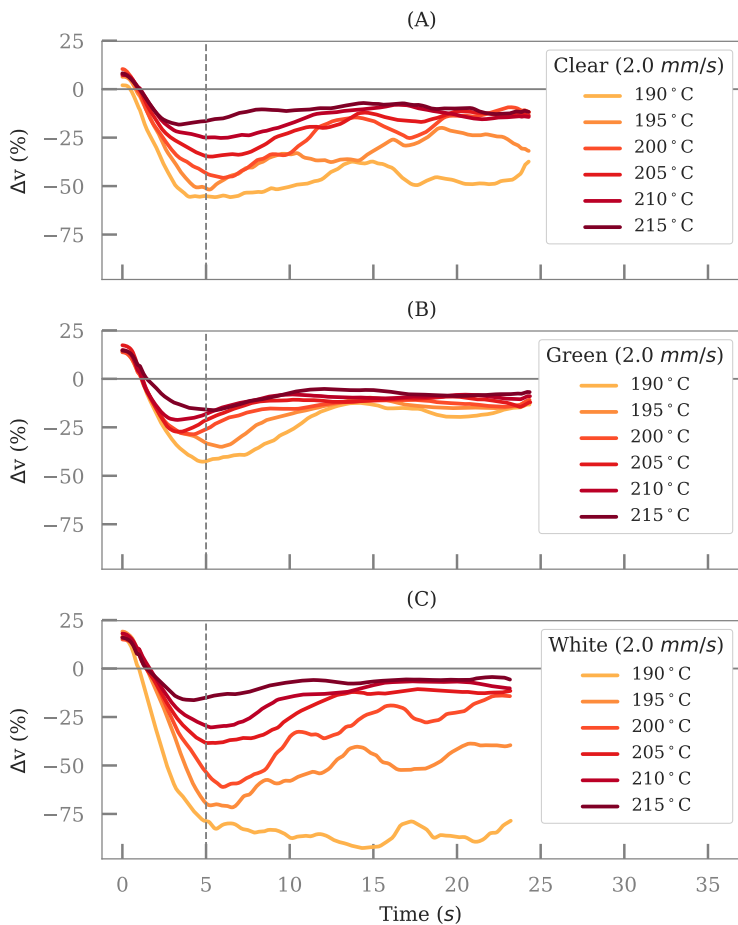 (A)
25
0
−25
−50
−75
Δv (%)
Clear (2.0 mm/s)
190°C
195°C
200°C
205°C
210°C
215°C
(B)
25
0
−25
−50
−75
Δv (%)
Green (2.0 mm/s)
190°C
195°C
200°C
205°C
210°C
215°C
(C)
25
0
−25
−50
−75
Δv (%)
White (2.0 mm/s)
190°C
195°C
200°C
205°C
210°C
215°C
0 5 10 15 20 25 30 35
Time (s)